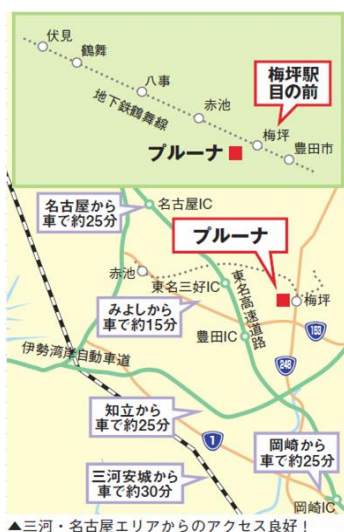 伏見
鶴舞
八事
地下鉄鶴舞線
赤池
梅坪駅
目の前
梅坪
豊田市
プルーナ
名古屋から
車で約25分
名古屋IC
プルーナ
赤池
東名三好IC
東名高速道路
梅坪
みよしから
車で約15分
豊田IC
153
伊勢湾岸自動車道
248
知立から
車で約25分
1
岡崎から
車で約25分
三河安城から
車で約30分
岡崎IC
▲三河・名古屋エリアからのアクセス良好!